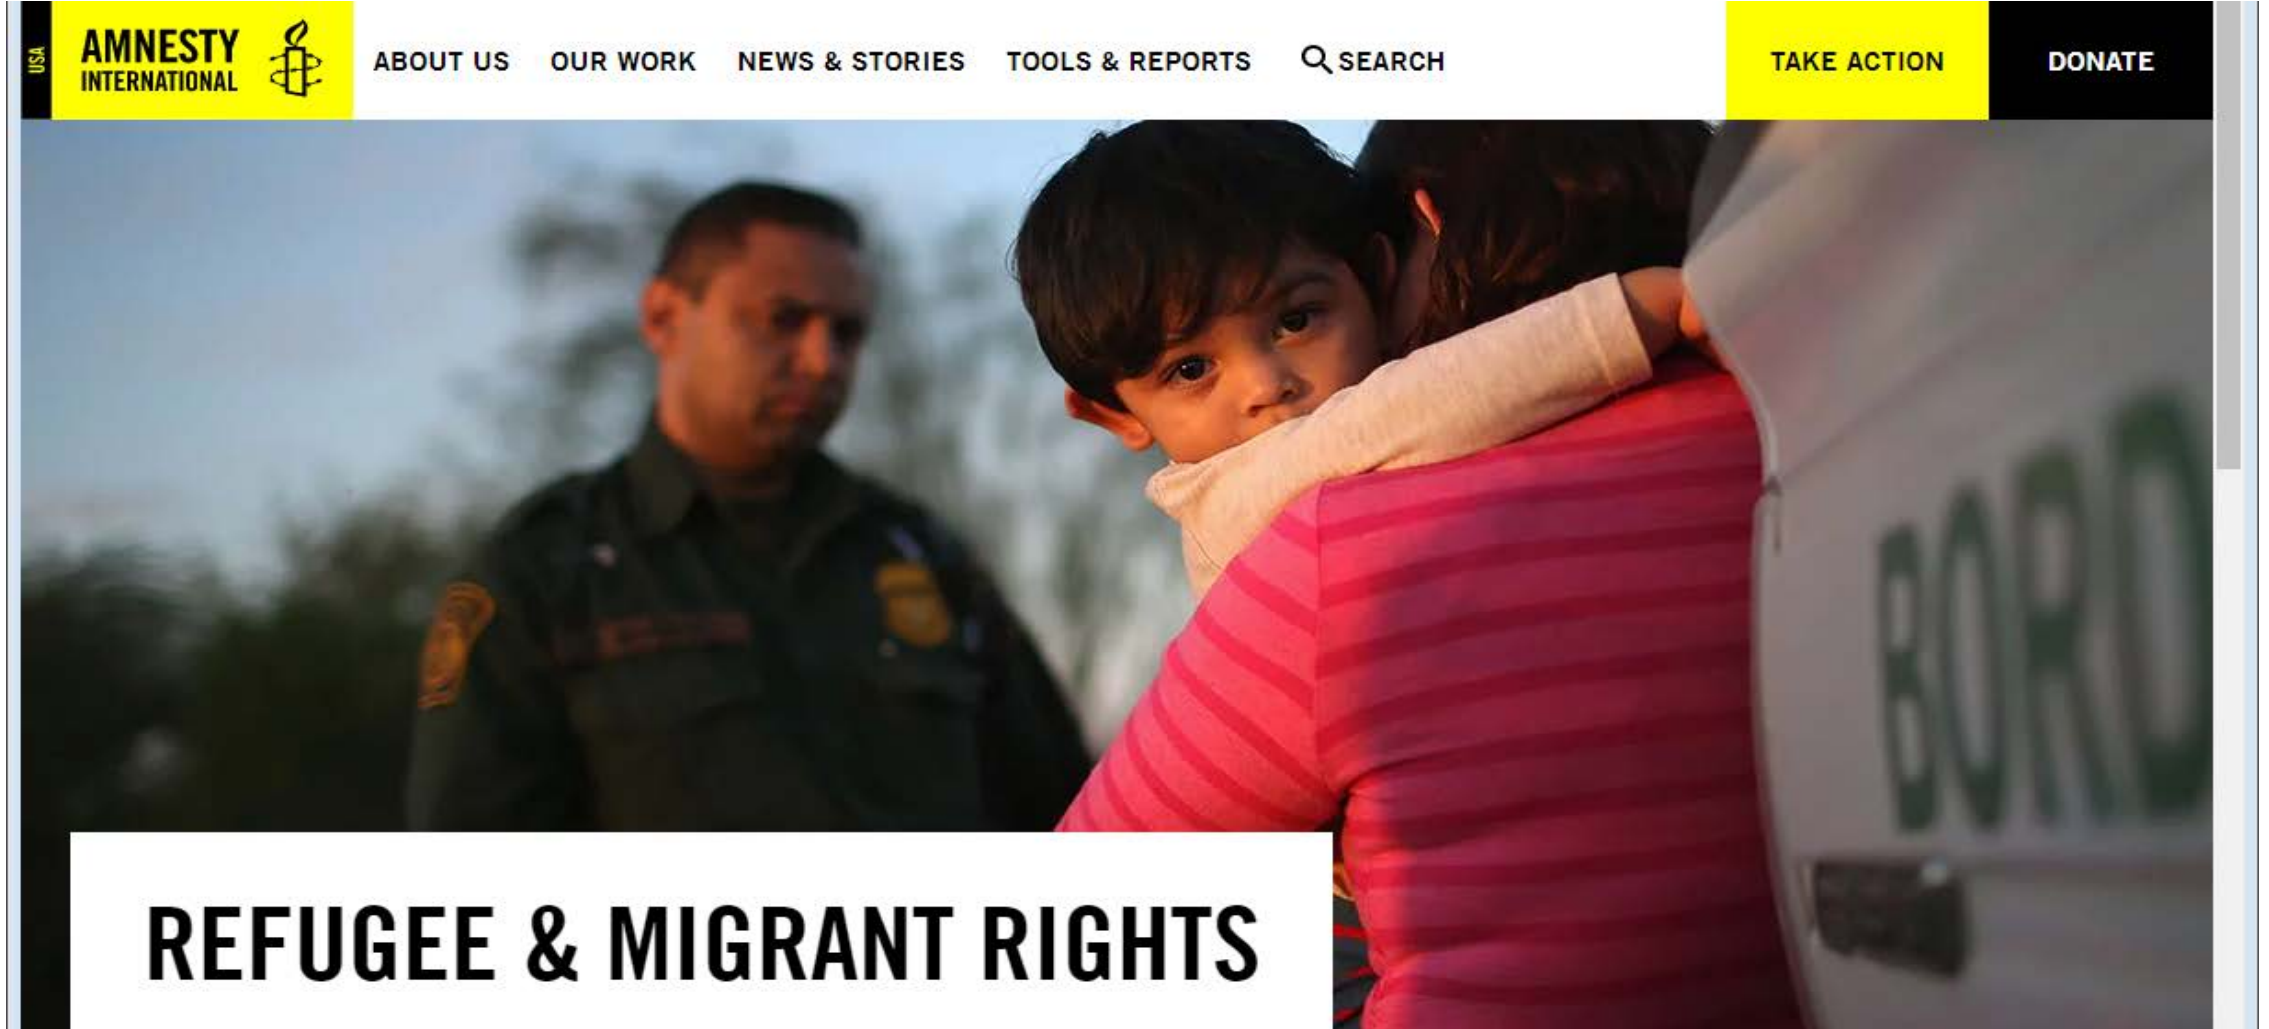 USA
AMNESTY
INTERNATIONAL
ABOUT US
OUR WORK
NEWS & STORIES
TOOLS & REPORTS
SEARCH
TAKE ACTION
DONATE
BORD
REFUGEE & MIGRANT RIGHTS